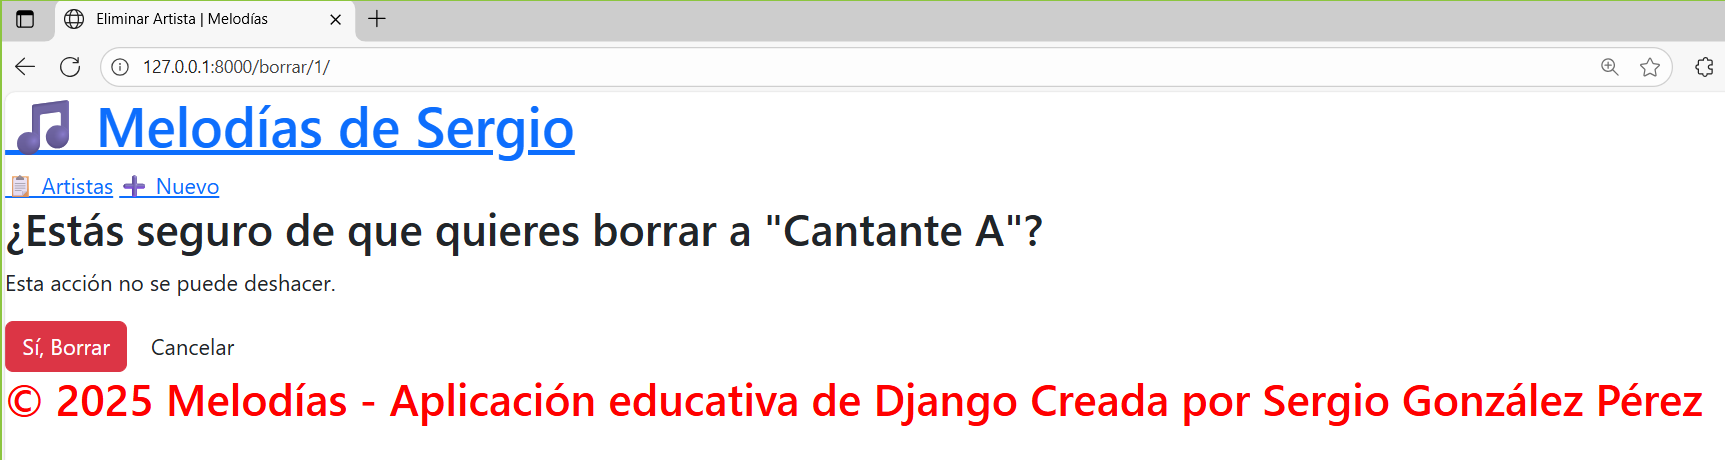 Eliminar Artista | Melodías
127.0.0.1:8000/borrar/1/
Melodías de Sergio
Artistas Nuevo
¿Estás seguro de que quieres borrar a "Cantante A"?
Esta acción no se puede deshacer.
Sí, Borrar Cancelar
© 2025 Melodías - Aplicación educativa de Django Creada por Sergio González Pérez